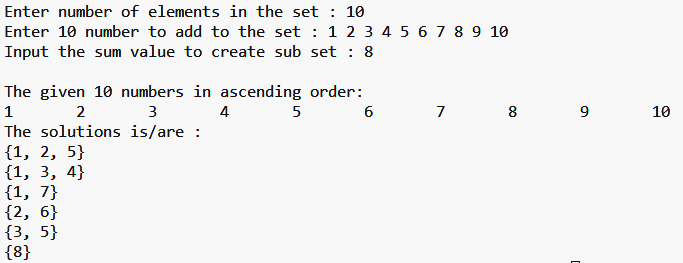 Enter number of elements in the set : 10
Enter 10 number to add to the set : 1 2 3 4 5 6 7 8 9 10
Input the sum value to create sub set : 8
The given 10 numbers in ascending order:
1 2 3 4 5 6 7 8 9 10
The solutions is/are :
{1, 2, 5}
{1, 3, 4}
{1, 7}
{2, 6}
{3, 5}
{8}